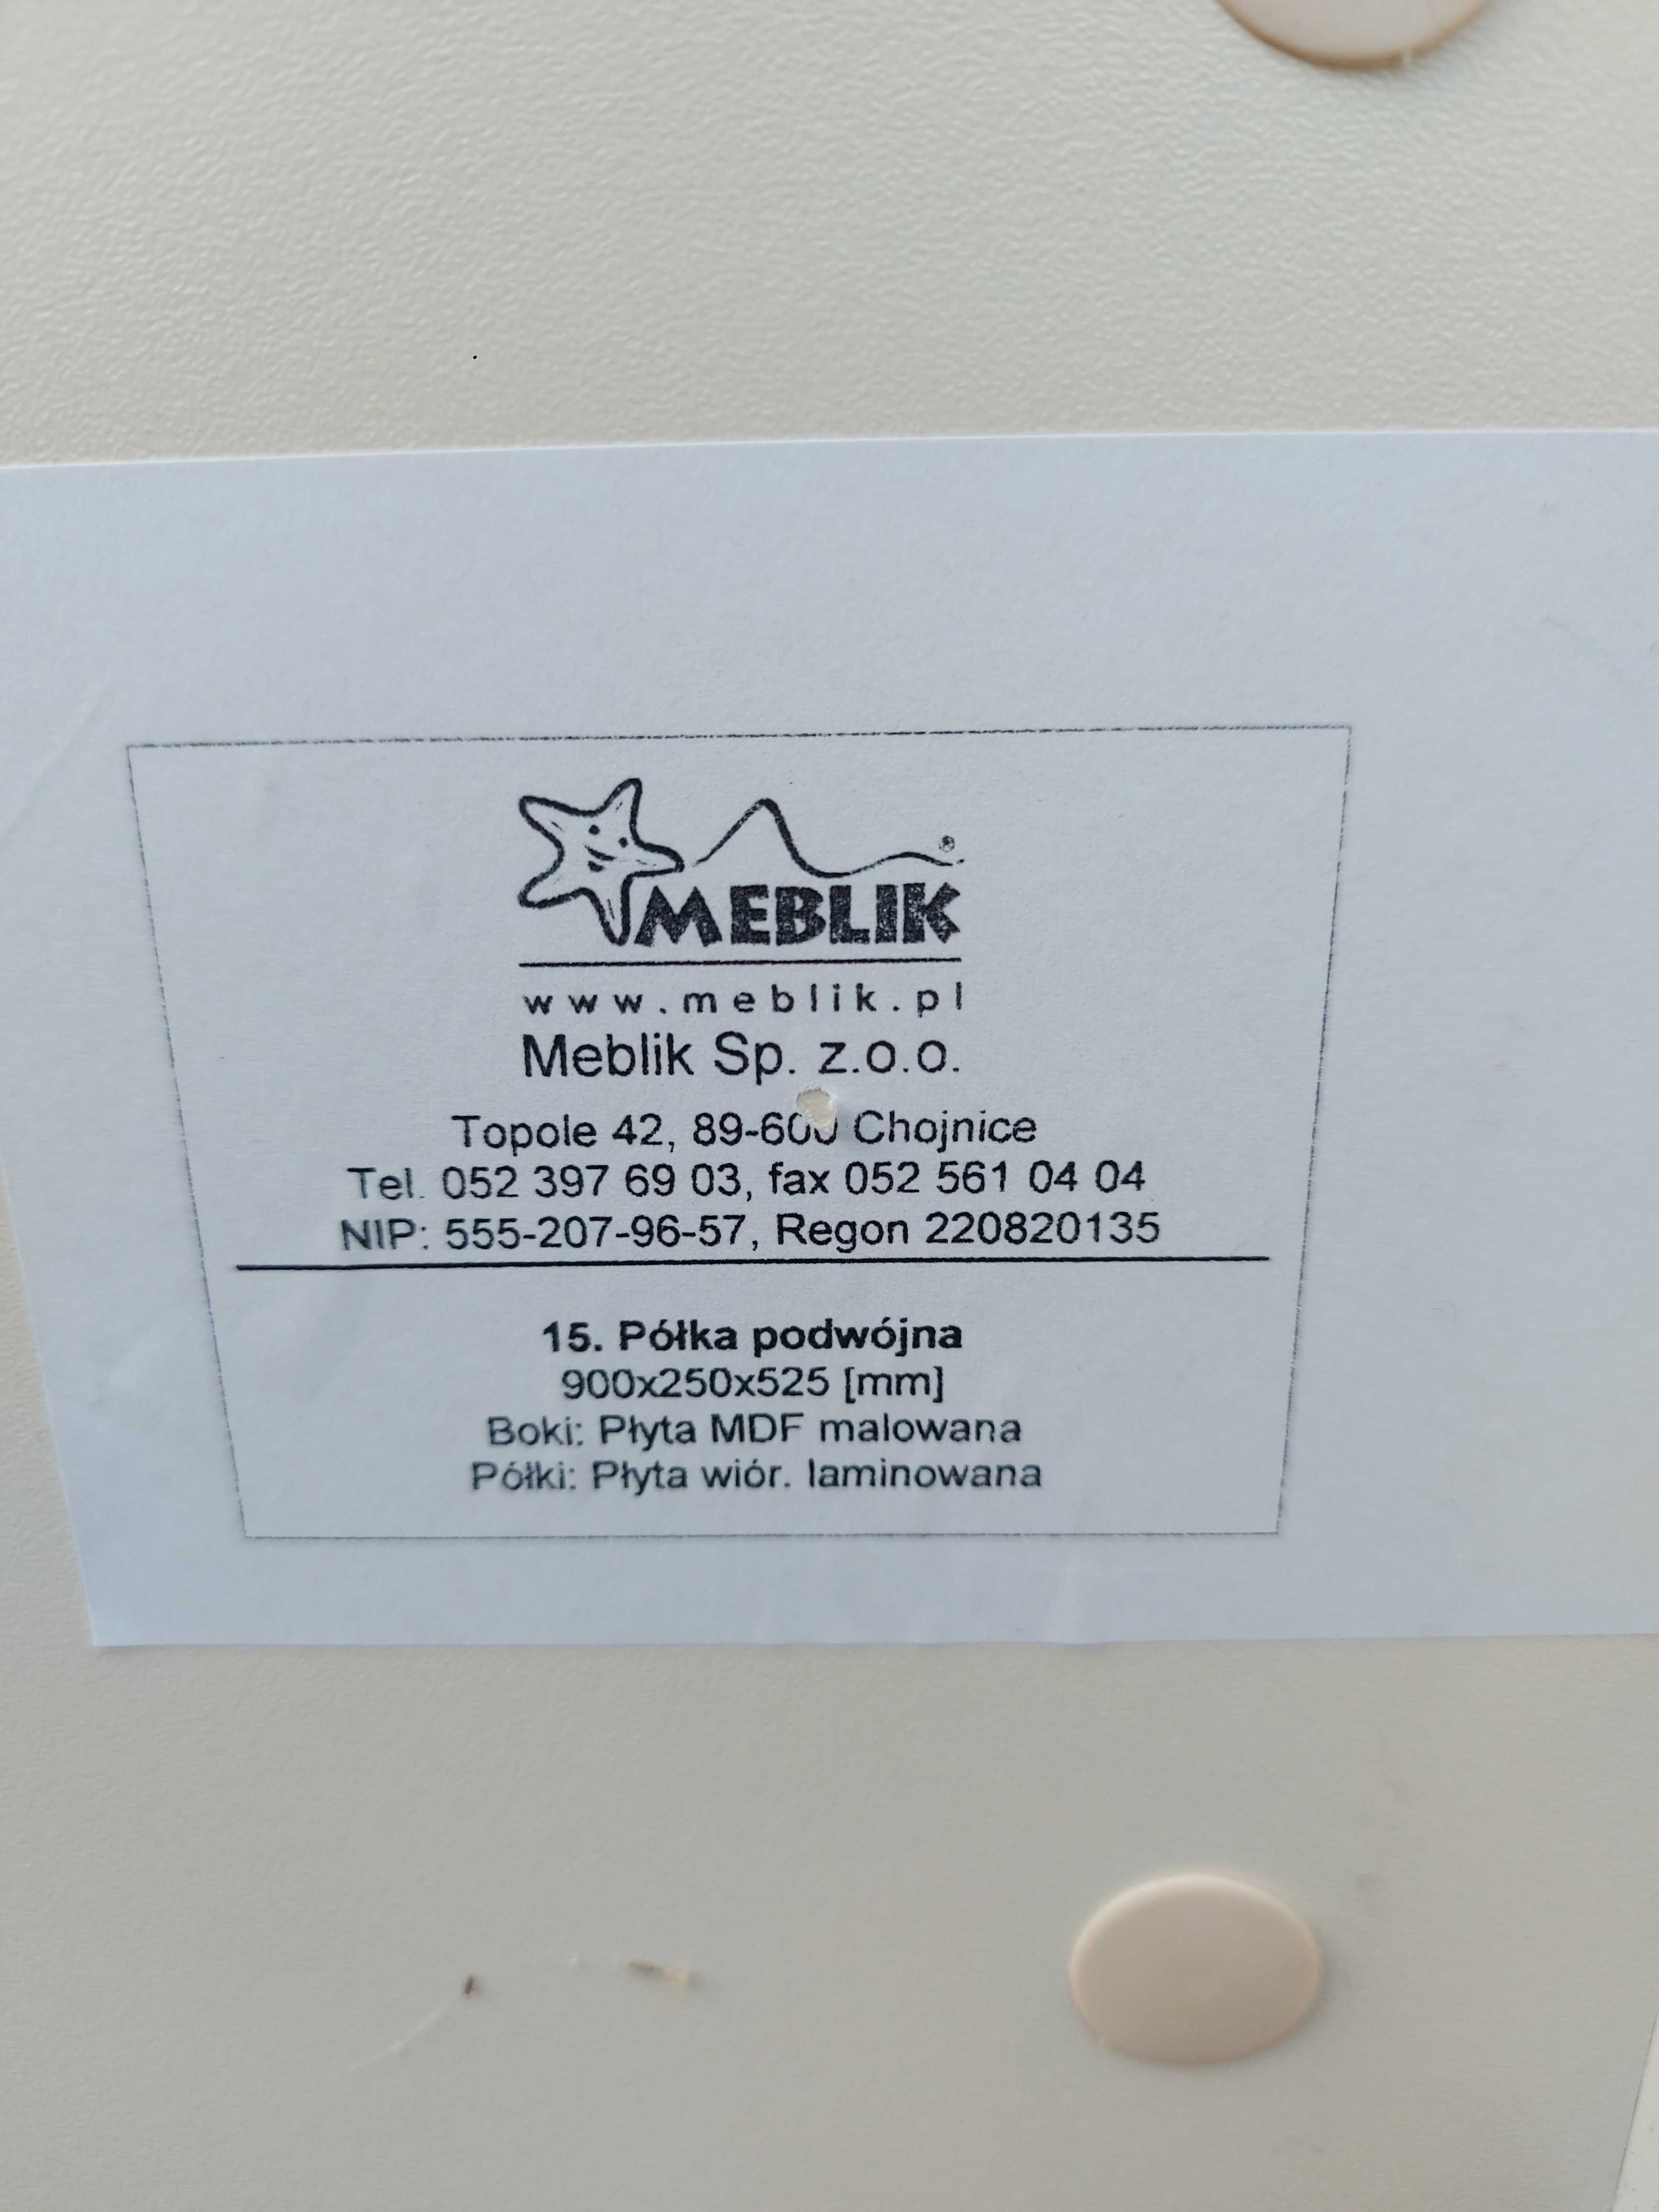 MEBLIK®
www.meblik.pl
Meblik Sp. z.o.o.
Topole 42, 89-600 Chojnice
Tel. 052 397 69 03, fax 052 561 04 04
NIP: 555-207-96-57, Regon 220820135
15. Półka podwójna
900x250x525 [mm]
Boki: Płyta MDF malowana
Półki: Płyta wiór. laminowana